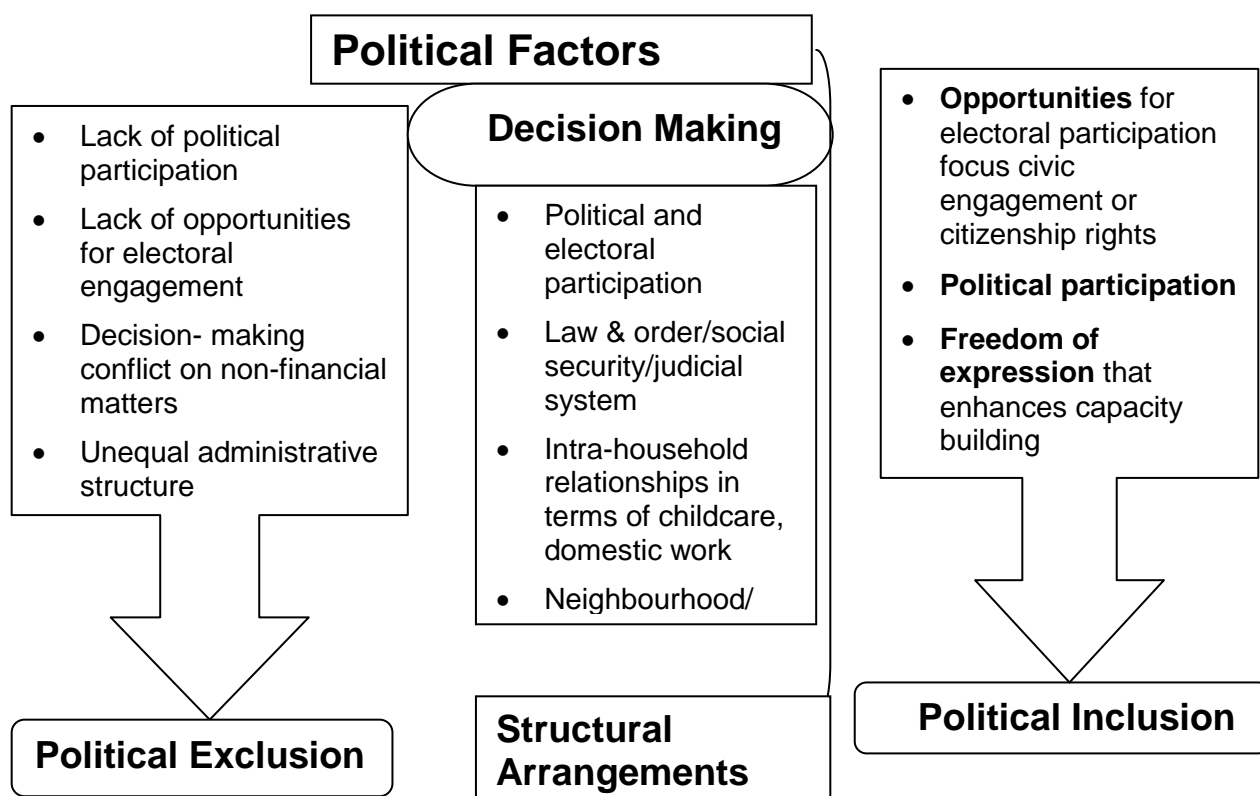 Political Factors
Decision Making
• Lack of political
participation
• Lack of opportunities
for electoral
engagement
• Decision- making
conflict on non-financial
matters
• Unequal administrative
structure
Political Exclusion
• Political and
electoral
participation
• Law & order/social
security/judicial
system
• Intra-household
relationships in
terms of childcare,
domestic work
• Neighbourhood/
Structural
Arrangements
• Opportunities for
electoral participation
focus civic
engagement or
citizenship rights
• Political participation
• Freedom of
expression that
enhances capacity
building
Political Inclusion